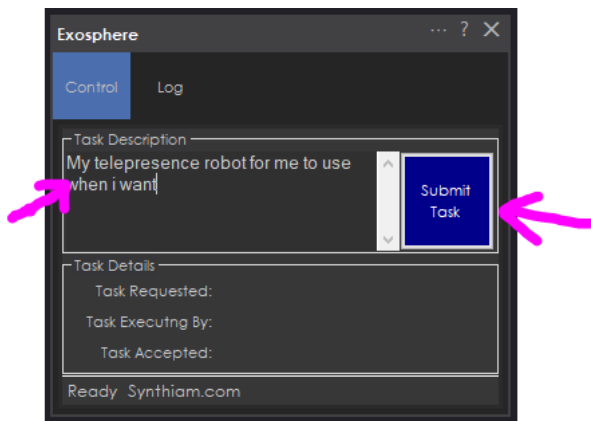 Exosphere ... ? X
Control Log
Task Description
My telepresence robot for me to use
when i want
Submit
Task
Task Details
Task Requested:
Task Executng By:
Task Accepted:
Ready Synthiam.com